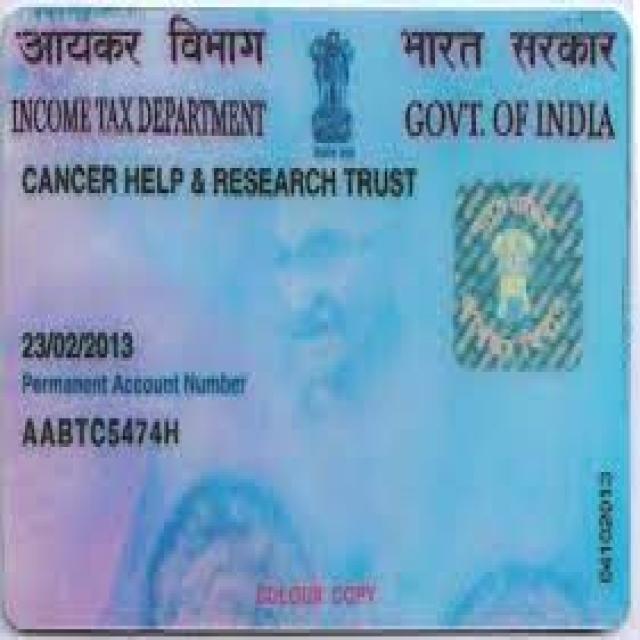 आयकर विभाग भारत सरकार
INCOME TAX DEPARTMENT GOVT. OF INDIA
CANCER HELP & RESEARCH TRUST
23/02/2013
Permanent Account Number
AABTC5474H
04102013
COLOUR COPY